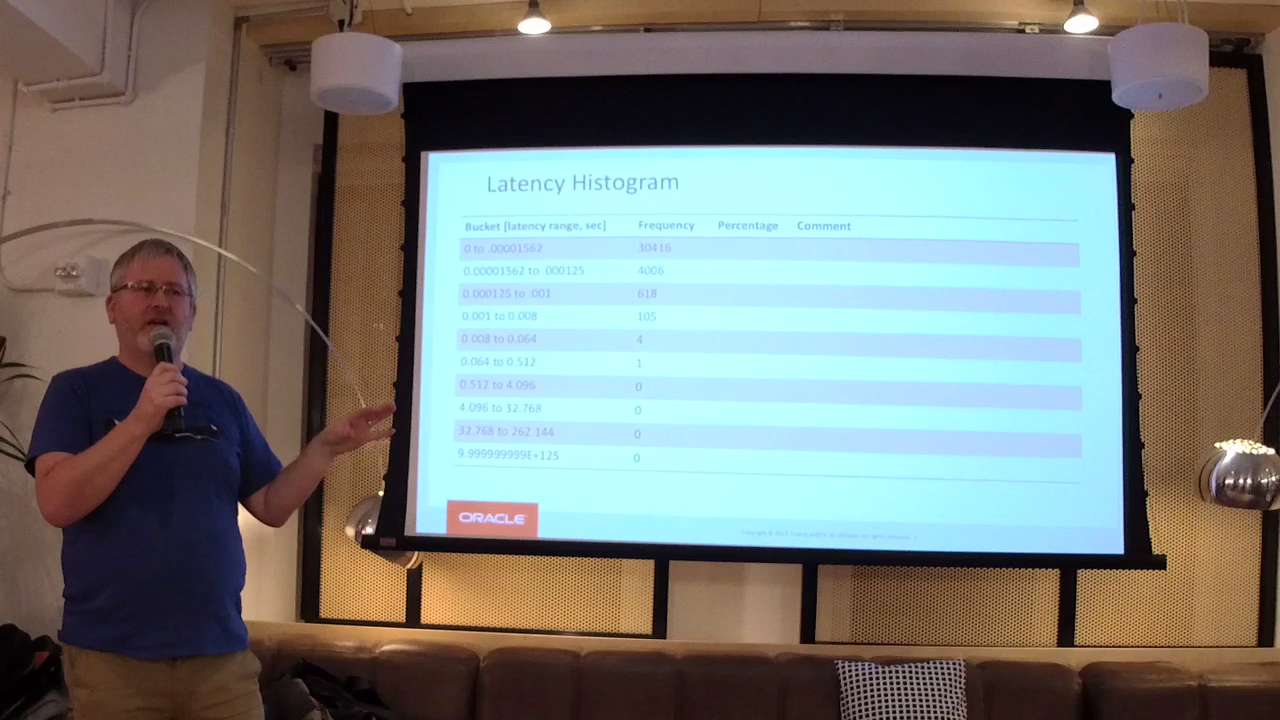 Latency Histogram
Bucket [latency range, sec] Frequency Percentage Comment
0 to .00001562 30416
0.00001562 to .000125 4006
0.000125 to .001 618
0.001 to 0.008 105
0.008 to 0.064 4
0.064 to 0.512 1
0.512 to 4.096 0
4.096 to 32.768 0
32.768 to 262.144 0
9.999999999E+125 0
ORACLE